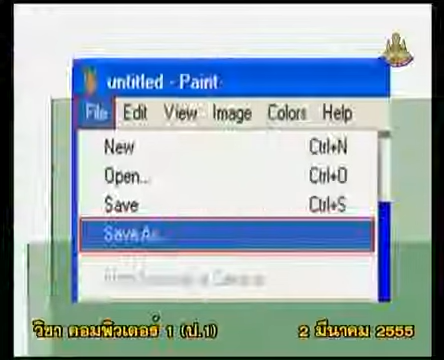 untitled - Paint
File Edit View Image Colors Help
New Ctrl+N
Open... Ctrl+O
Save Ctrl+S
Save As...
วิชา คอมพิวเตอร์ 1 (ป.1) 2 มีนาคม 2555